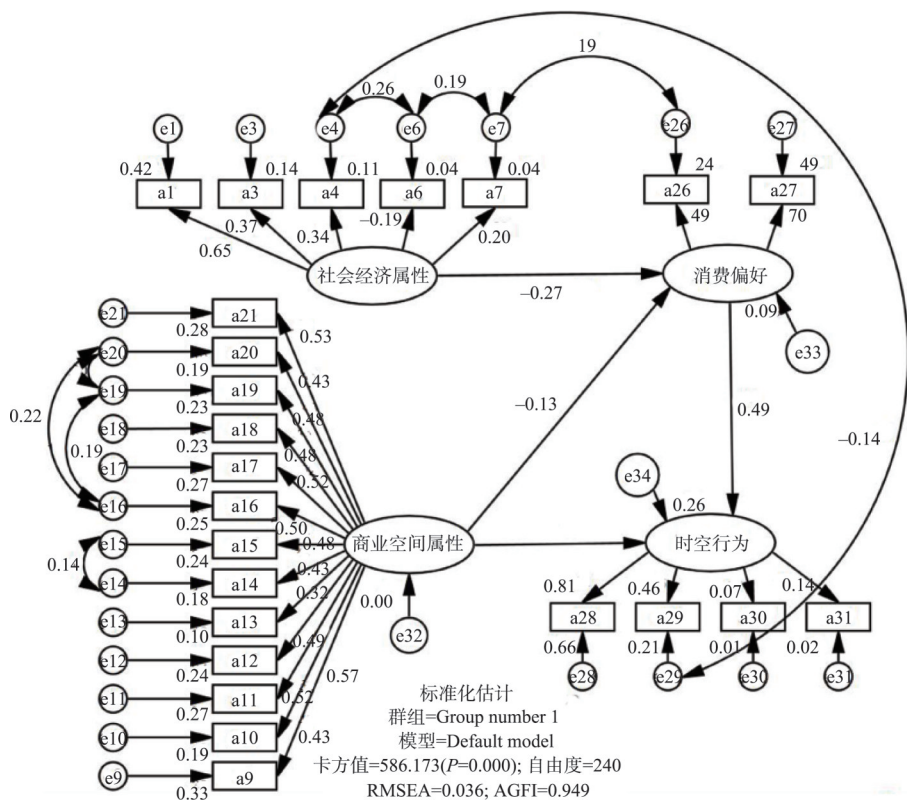 19
0.26
0.19
e1
e3
e4
e6
e7
e26
e27
0.42
0.14
0.11
0.04
0.04
24
49
a1
a3
a4
a6
a7
a26
a27
0.65
0.37
0.34
−0.19
0.20
49
70
社会经济属性
消费偏好
−0.27
0.09
e33
e21
a21
0.28
0.53
e20
a20
0.19
0.43
e19
a19
0.23
0.48
e18
a18
0.23
0.48
e17
a17
0.27
0.52
e16
a16
0.25
0.50
e15
a15
0.24
0.48
e14
a14
0.18
0.43
e13
a13
0.10
0.32
e12
a12
0.24
0.49
e11
a11
0.27
0.52
e10
a10
0.19
0.43
e9
a9
0.33
0.57
0.22
0.19
0.14
商业空间属性
0.00
e32
−0.13
0.49
−0.14
e34
0.26
时空行为
0.81
0.46
0.07
0.14
a28
a29
a30
a31
0.66
0.21
0.01
0.02
e28
e29
e30
e31
标准化估计
群组=Group number 1
模型=Default model
卡方值=586.173(P=0.000); 自由度=240
RMSEA=0.036; AGFI=0.949